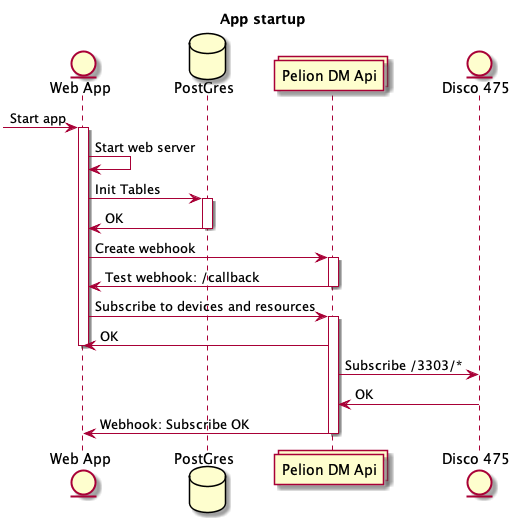 App startup
Web App
PostGres
Pelion DM Api
Disco 475
Start app
Start web server
Init Tables
OK
Create webhook
Test webhook: /callback
Subscribe to devices and resources
OK
Subscribe /3303/*
OK
Webhook: Subscribe OK
Web App
PostGres
Pelion DM Api
Disco 475